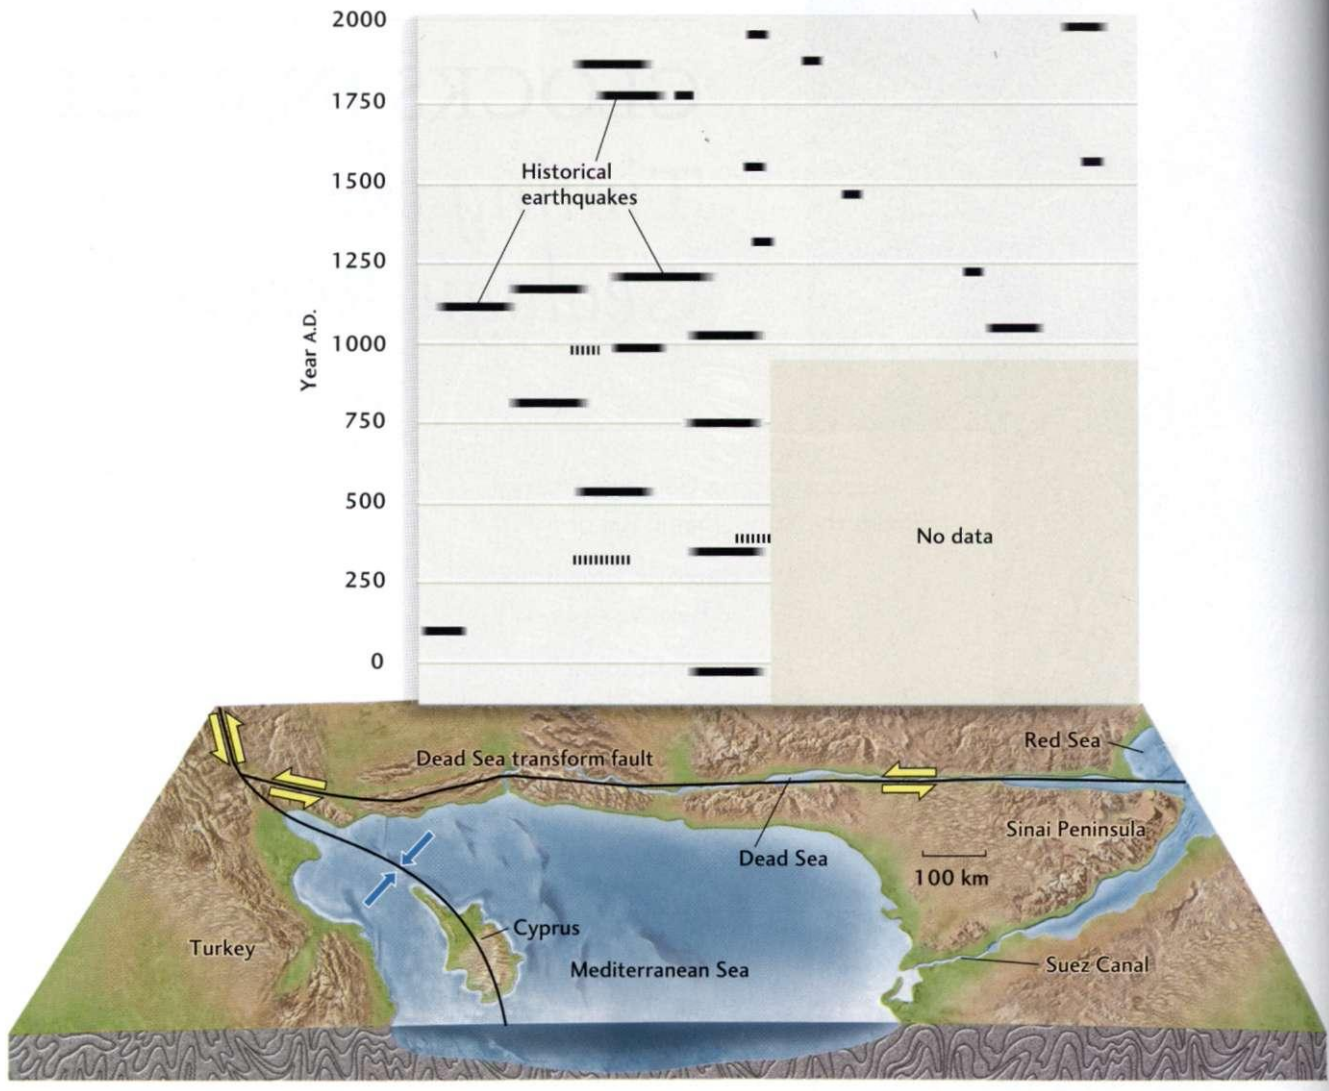 2000
1750
1500
1250
1000
750
500
250
0
Year A.D.
Historical
earthquakes
No data
Dead Sea transform fault
Red Sea
Sinai Peninsula
Dead Sea
100 km
Cyprus
Turkey
Mediterranean Sea
Suez Canal